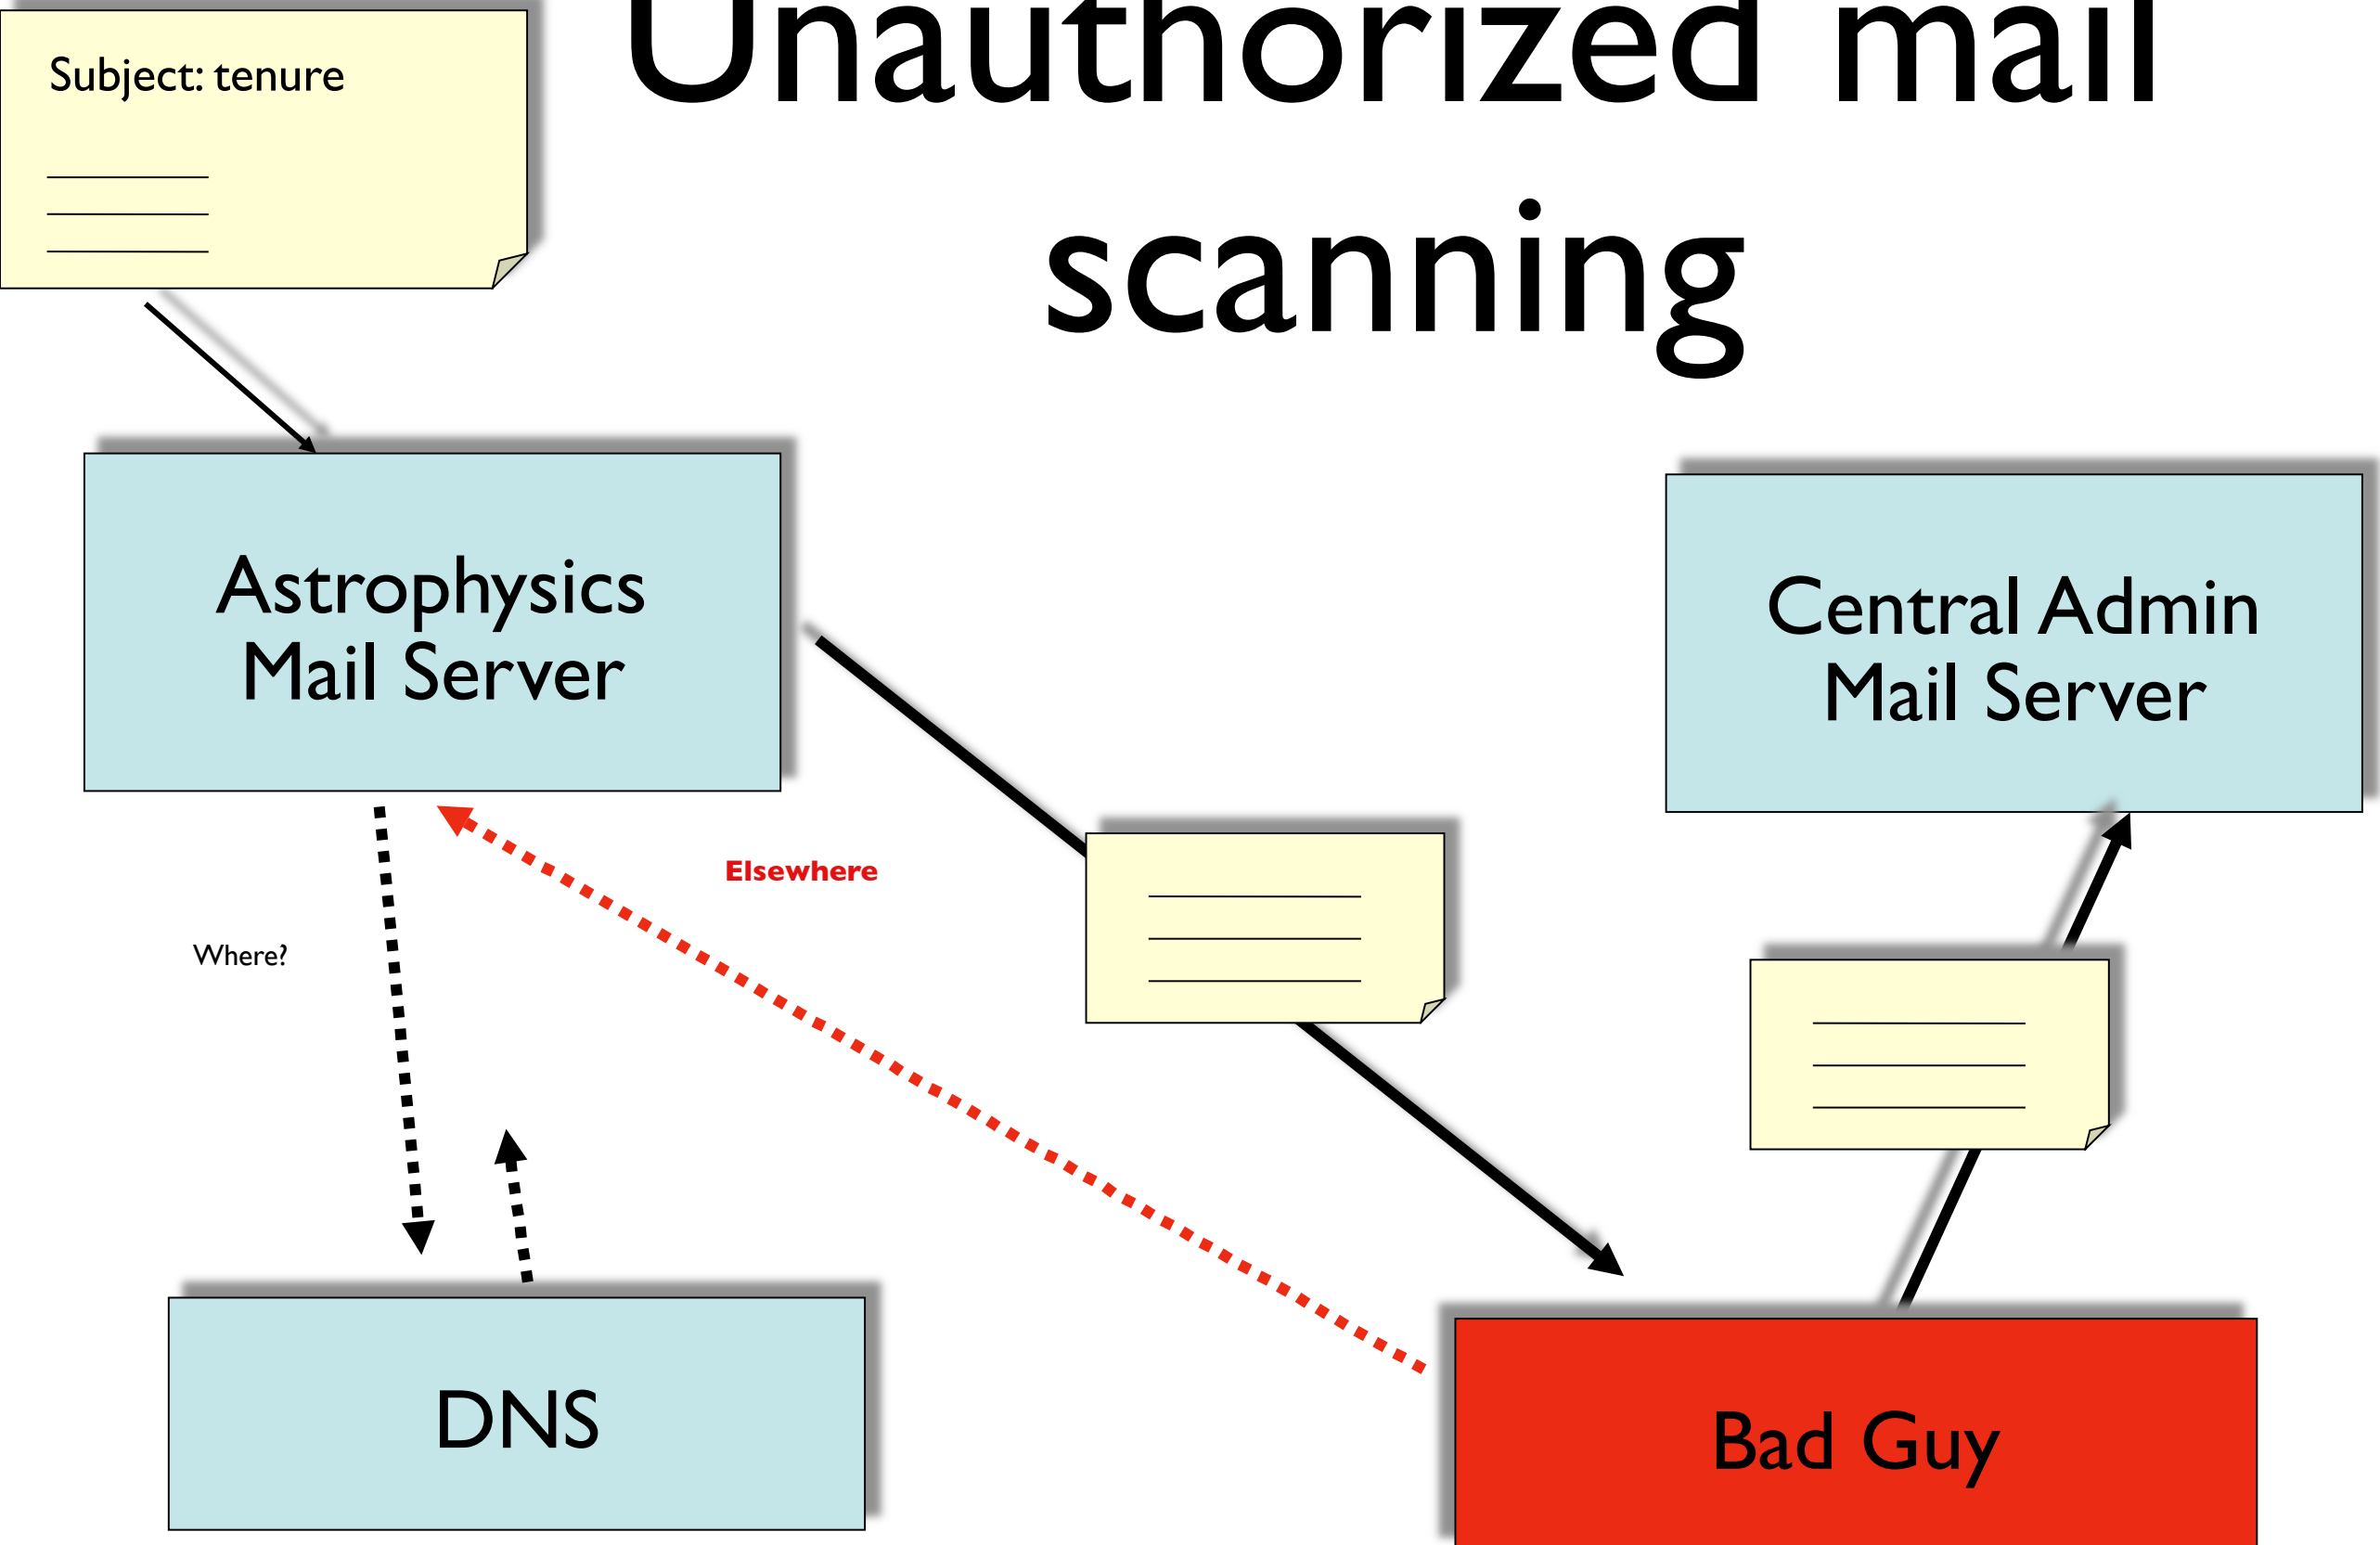 Unauthorized mail
scanning
Subject: tenure
Astrophysics
Mail Server
Central Admin
Mail Server
Elsewhere
Where?
DNS
Bad Guy